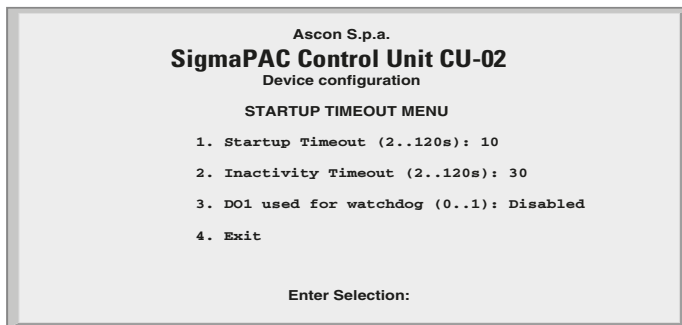 Ascon S.p.a.
SigmaPAC Control Unit CU-02
Device configuration
STARTUP TIMEOUT MENU
1. Startup Timeout (2..120s): 10
2. Inactivity Timeout (2..120s): 30
3. DO1 used for watchdog (0..1): Disabled
4. Exit
Enter Selection: